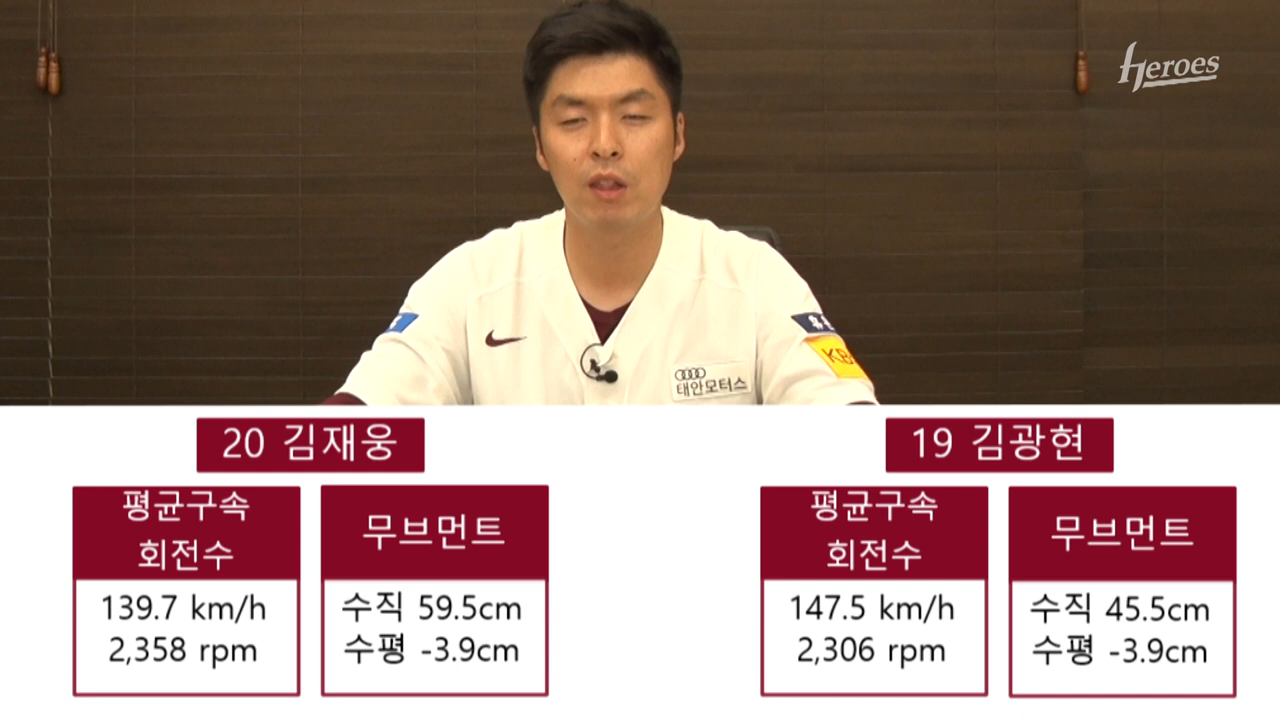 Heroes
KB
태안모터스
20 김재웅
19 김광현
평균구속
회전수
무브먼트
139.7 km/h
2,358 rpm
수직 59.5cm
수평 -3.9cm
평균구속
회전수
무브먼트
147.5 km/h
2,306 rpm
수직 45.5cm
수평 -3.9cm